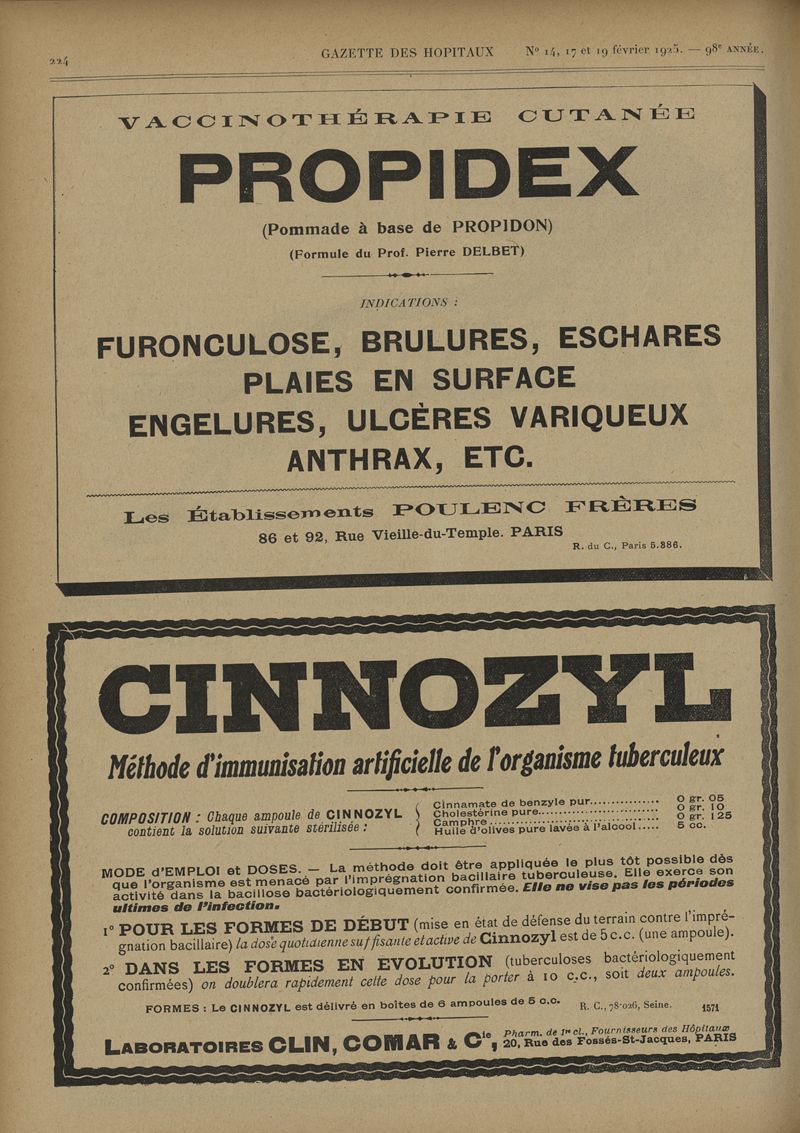 224
GAZETTE DES HOPITAUX
Nº 14, 17 et 19 février 1925. — 98e ANNÉE.
VACCINOTHÉRAPIE CUTANÉE
PROPIDEX
(Pommade à base de PROPIDON)
(Formule du Prof. Pierre DELBET)
INDICATIONS :
FURONCULOSE, BRULURES, ESCHARES
PLAIES EN SURFACE
ENGELURES, ULCÈRES VARIQUEUX
ANTHRAX, ETC.
Les Établissements POULENC FRÈRES
86 et 92, Rue Vieille-du-Temple. PARIS
R. du C., Paris 5.386.
CINNOZYL
Méthode d'immunisation artificielle de l'organisme tuberculeux
COMPOSITION : Chaque ampoule de CINNOZYL
contient la solution suivante stérilisée :
Cinnamate de benzyle pur............... 0 gr. 05
Cholestérine pure........................... 0 gr. 10
Camphre........................................ 0 gr. 125
Huile d'olives pure lavée à l'alcool..... 5 cc.
MODE d'EMPLOI et DOSES. — La méthode doit être appliquée le plus tôt possible dès
que l'organisme est menacé par l'imprégnation bacillaire tuberculeuse. Elle exerce son
activité dans la bacillose bactériologiquement confirmée. Elle ne vise pas les périodes
ultimes de l'infection.
1º POUR LES FORMES DE DÉBUT (mise en état de défense du terrain contre l'impré-
gnation bacillaire) la dose quotidienne suffisante et active de Cinnozyl est de 5 c.c. (une ampoule).
2º DANS LES FORMES EN EVOLUTION (tuberculoses bactériologiquement
confirmées) on doublera rapidement cette dose pour la porter à 10 c.c., soit deux ampoules.
FORMES : Le CINNOZYL est délivré en boîtes de 6 ampoules de 5 c.c.
R. C., 78-026, Seine.
1571
LABORATOIRES CLIN, COMAR & Cie,
Pharm. de 1re cl., Fournisseurs des Hôpitaux
20, Rue des Fossés-St-Jacques, PARIS